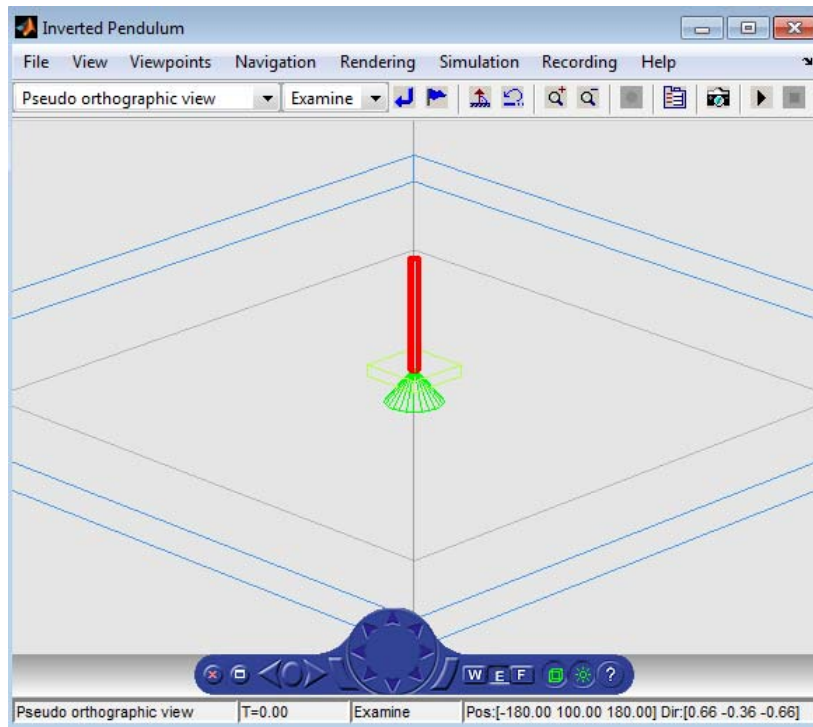 Inverted Pendulum
File View Viewpoints Navigation Rendering Simulation Recording Help
Pseudo orthographic view Examine
W E F ?
Pseudo orthographic view T=0.00 Examine Pos:[-180.00 100.00 180.00] Dir:[0.66 -0.36 -0.66]